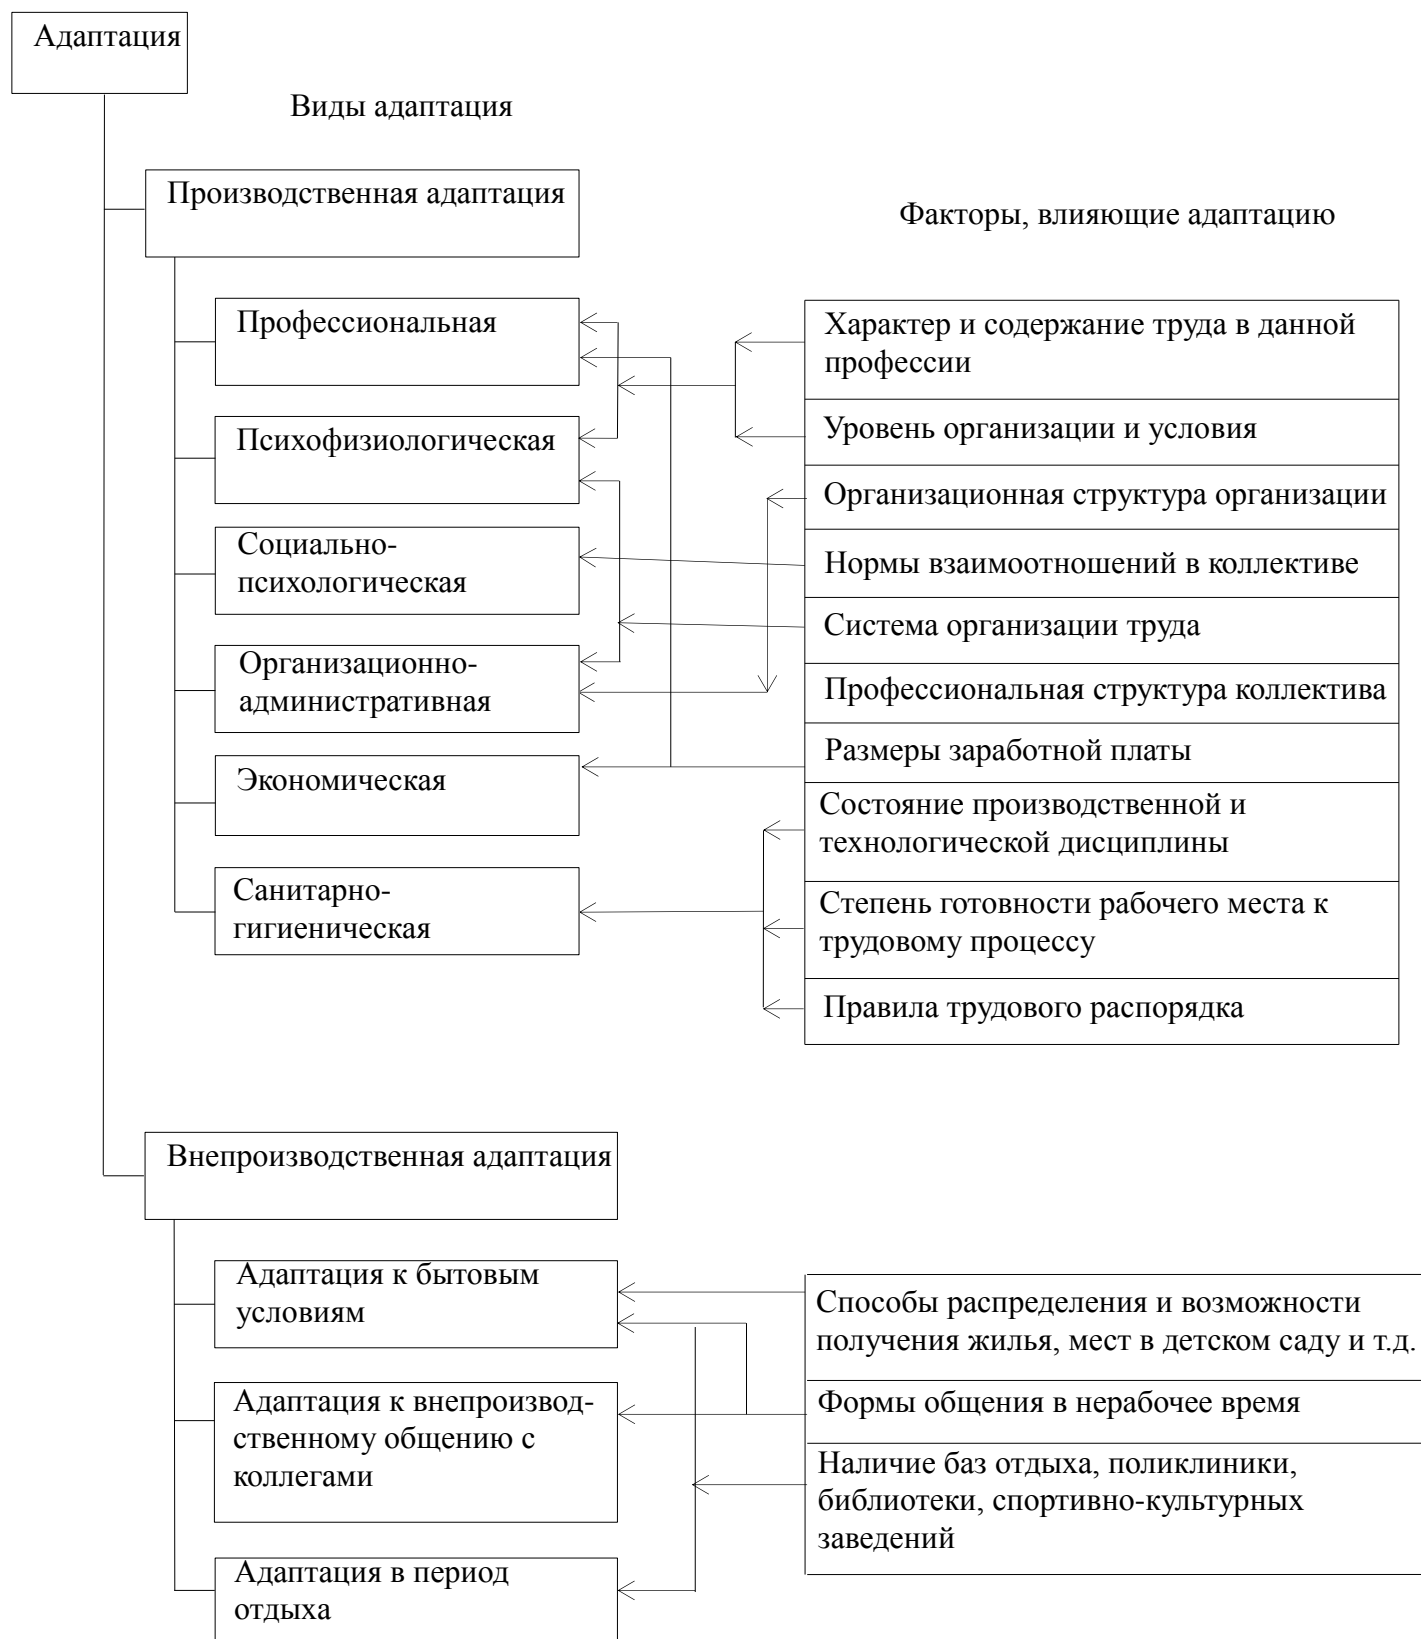 Адаптация
Виды адаптация
Производственная адаптация
Факторы, влияющие адаптацию
Профессиональная
Психофизиологическая
Социально-
психологическая
Организационно-
административная
Экономическая
Санитарно-
гигиеническая
Характер и содержание труда в данной
профессии
Уровень организации и условия
Организационная структура организации
Нормы взаимоотношений в коллективе
Система организации труда
Профессиональная структура коллектива
Размеры заработной платы
Состояние производственной и
технологической дисциплины
Степень готовности рабочего места к
трудовому процессу
Правила трудового распорядка
Внепроизводственная адаптация
Адаптация к бытовым
условиям
Адаптация к внепроизвод-
ственному общению с
коллегами
Адаптация в период
отдыха
Способы распределения и возможности
получения жилья, мест в детском саду и т.д.
Формы общения в нерабочее время
Наличие баз отдыха, поликлиники,
библиотеки, спортивно-культурных
заведений